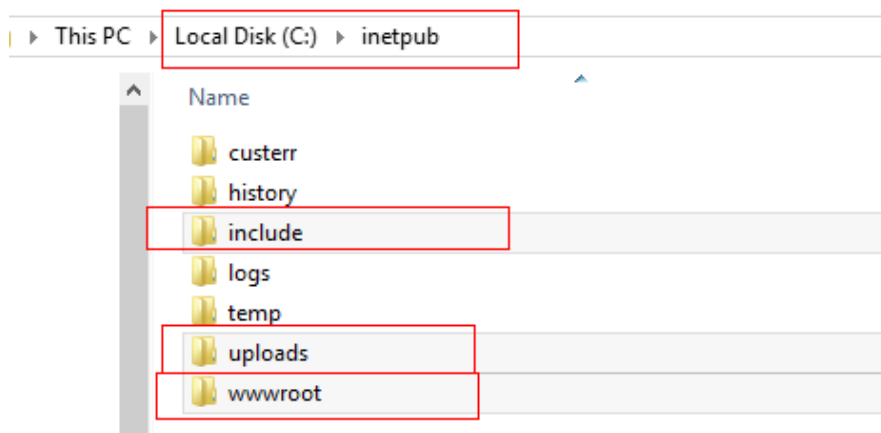 This PC Local Disk (C:) inetpub
Name
custerr
history
include
logs
temp
uploads
wwwroot